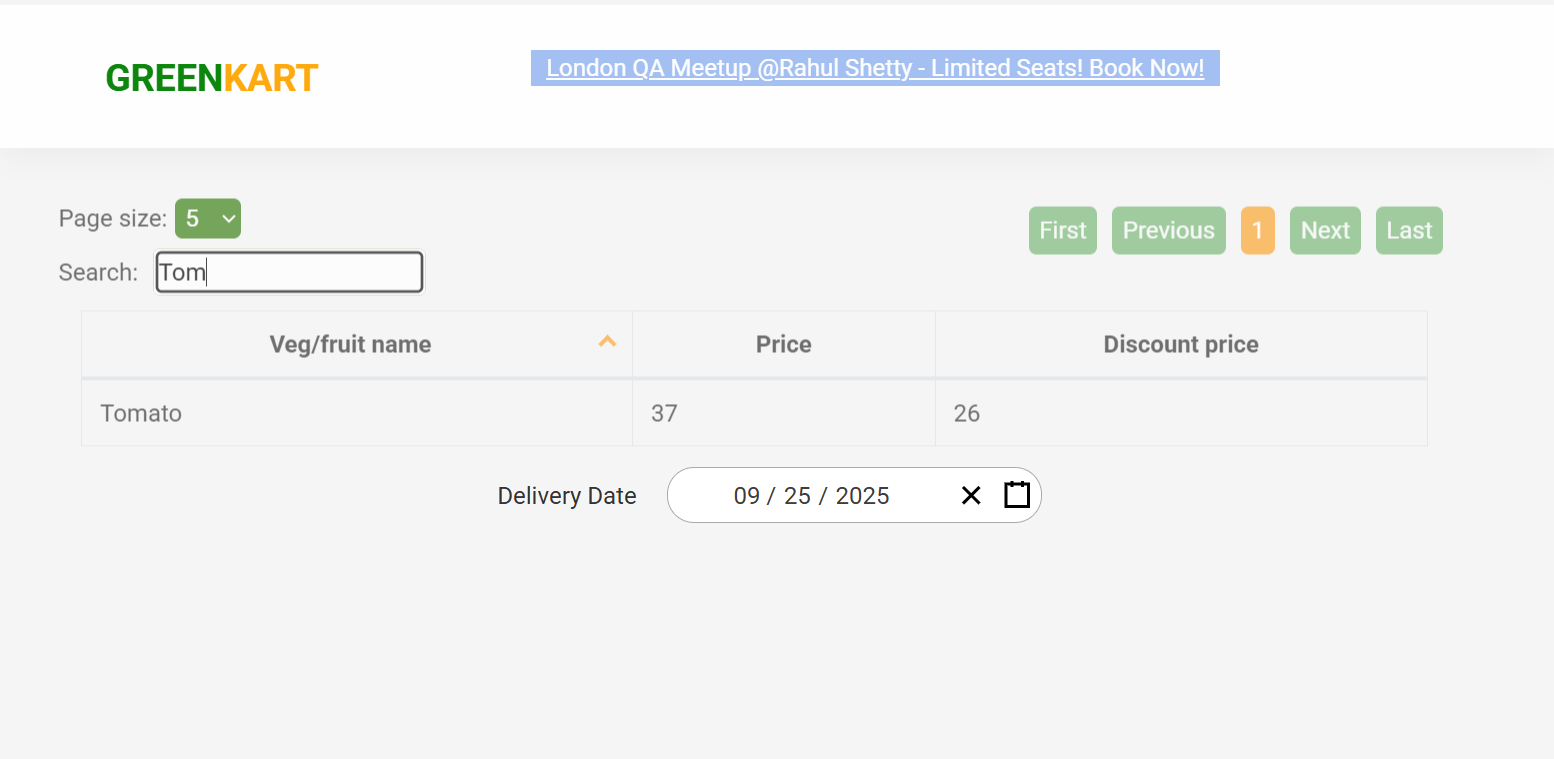 GREENKART
London QA Meetup @Rahul Shetty - Limited Seats! Book Now!
Page size: 5
First Previous 1 Next Last
Search: Tom
Veg/fruit name Price Discount price
Tomato 37 26
Delivery Date 09 / 25 / 2025